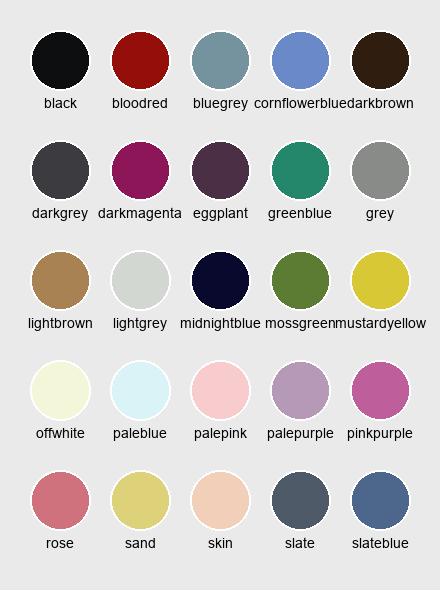 black bloodred bluegrey cornflowerblue darkbrown
darkgrey darkmagenta eggplant greenblue grey
lightbrown lightgrey midnightblue mossgreen mustardyellow
offwhite paleblue palepink palepurple pinkpurple
rose sand skin slate slateblue